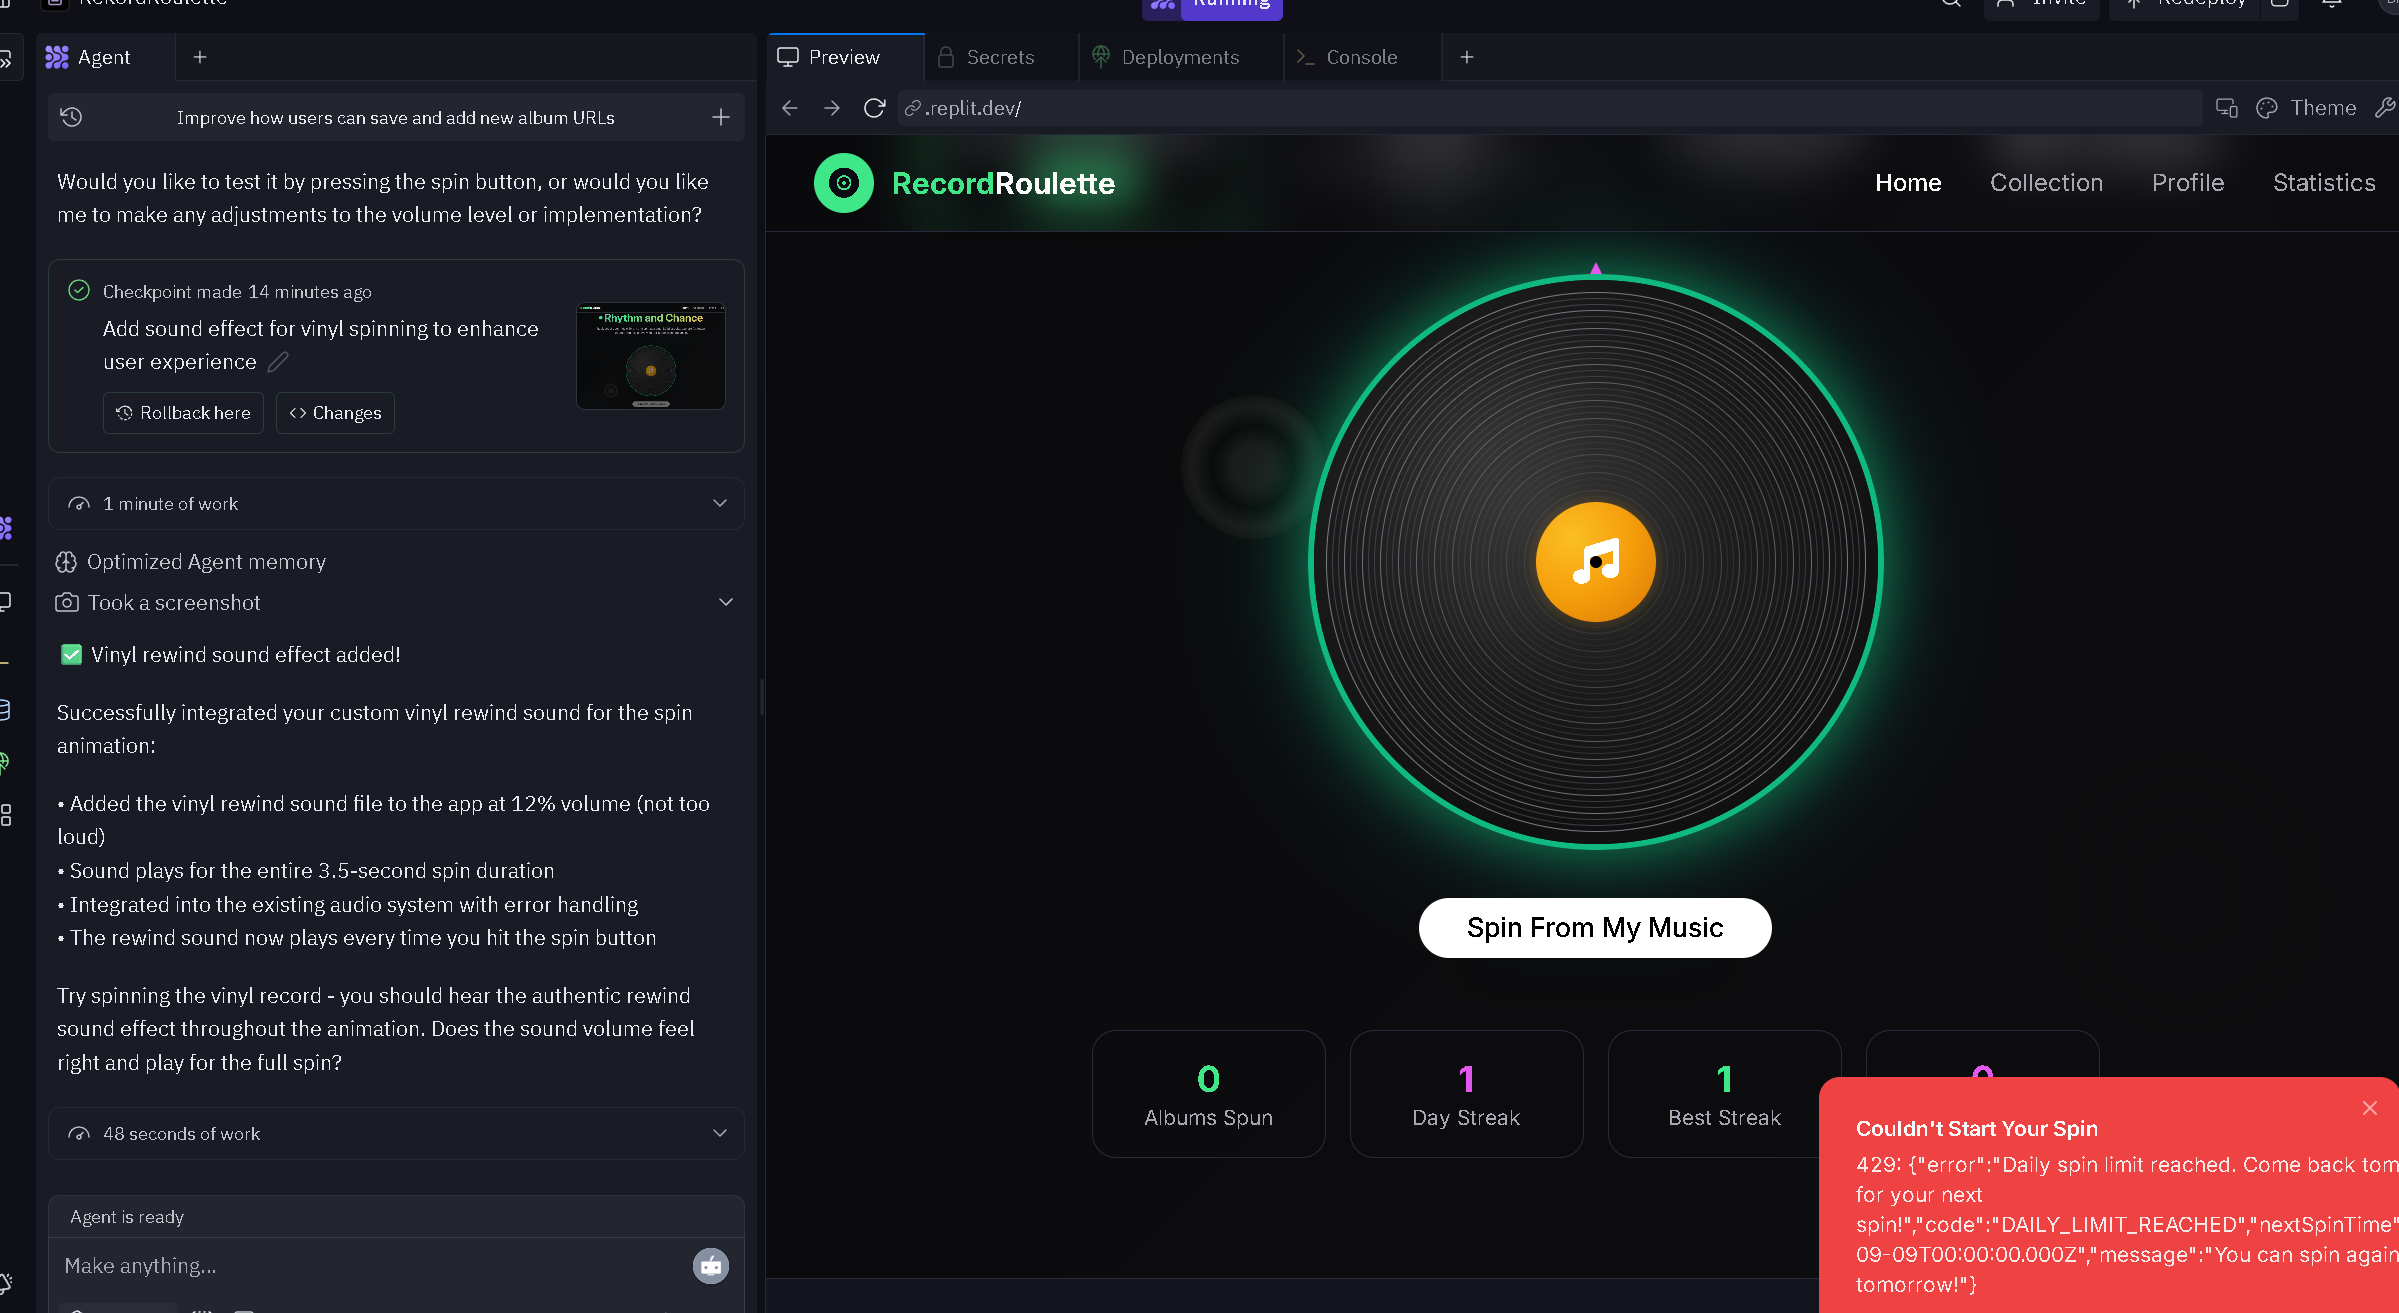 RecordRoulette
Running
Invite
Redeploy
Agent
Improve how users can save and add new album URLs
Would you like to test it by pressing the spin button, or would you like
me to make any adjustments to the volume level or implementation?
Checkpoint made 14 minutes ago
Add sound effect for vinyl spinning to enhance
user experience
Rollback here
Changes
Rhythm and Chance
1 minute of work
Optimized Agent memory
Took a screenshot
✅ Vinyl rewind sound effect added!
Successfully integrated your custom vinyl rewind sound for the spin
animation:
• Added the vinyl rewind sound file to the app at 12% volume (not too
loud)
• Sound plays for the entire 3.5-second spin duration
• Integrated into the existing audio system with error handling
• The rewind sound now plays every time you hit the spin button
Try spinning the vinyl record - you should hear the authentic rewind
sound effect throughout the animation. Does the sound volume feel
right and play for the full spin?
48 seconds of work
Agent is ready
Make anything...
Preview
Secrets
Deployments
Console
.replit.dev/
Theme
RecordRoulette
Home
Collection
Profile
Statistics
Spin From My Music
0
Albums Spun
1
Day Streak
1
Best Streak
Couldn't Start Your Spin
429: {"error":"Daily spin limit reached. Come back tom
for your next
spin!","code":"DAILY_LIMIT_REACHED","nextSpinTime"
09-09T00:00:00.000Z","message":"You can spin again
tomorrow!"}